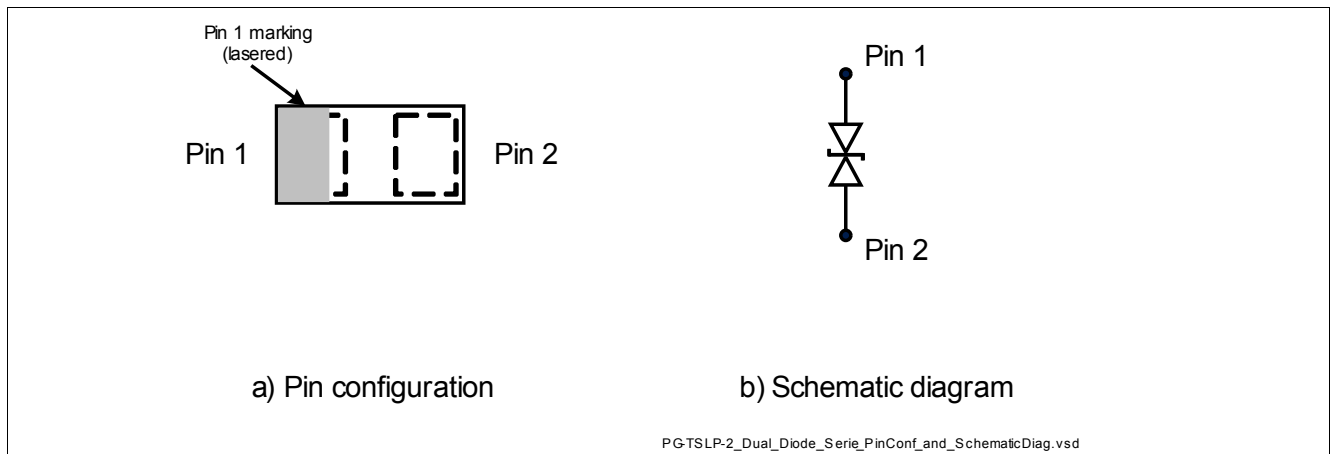 Pin 1 marking
(lasered)
Pin 1
Pin 2
Pin 1
Pin 2
a) Pin configuration
b) Schematic diagram
PG-TSLP-2_Dual_Diode_Serie_PinConf_and_SchematicDiag.vsd